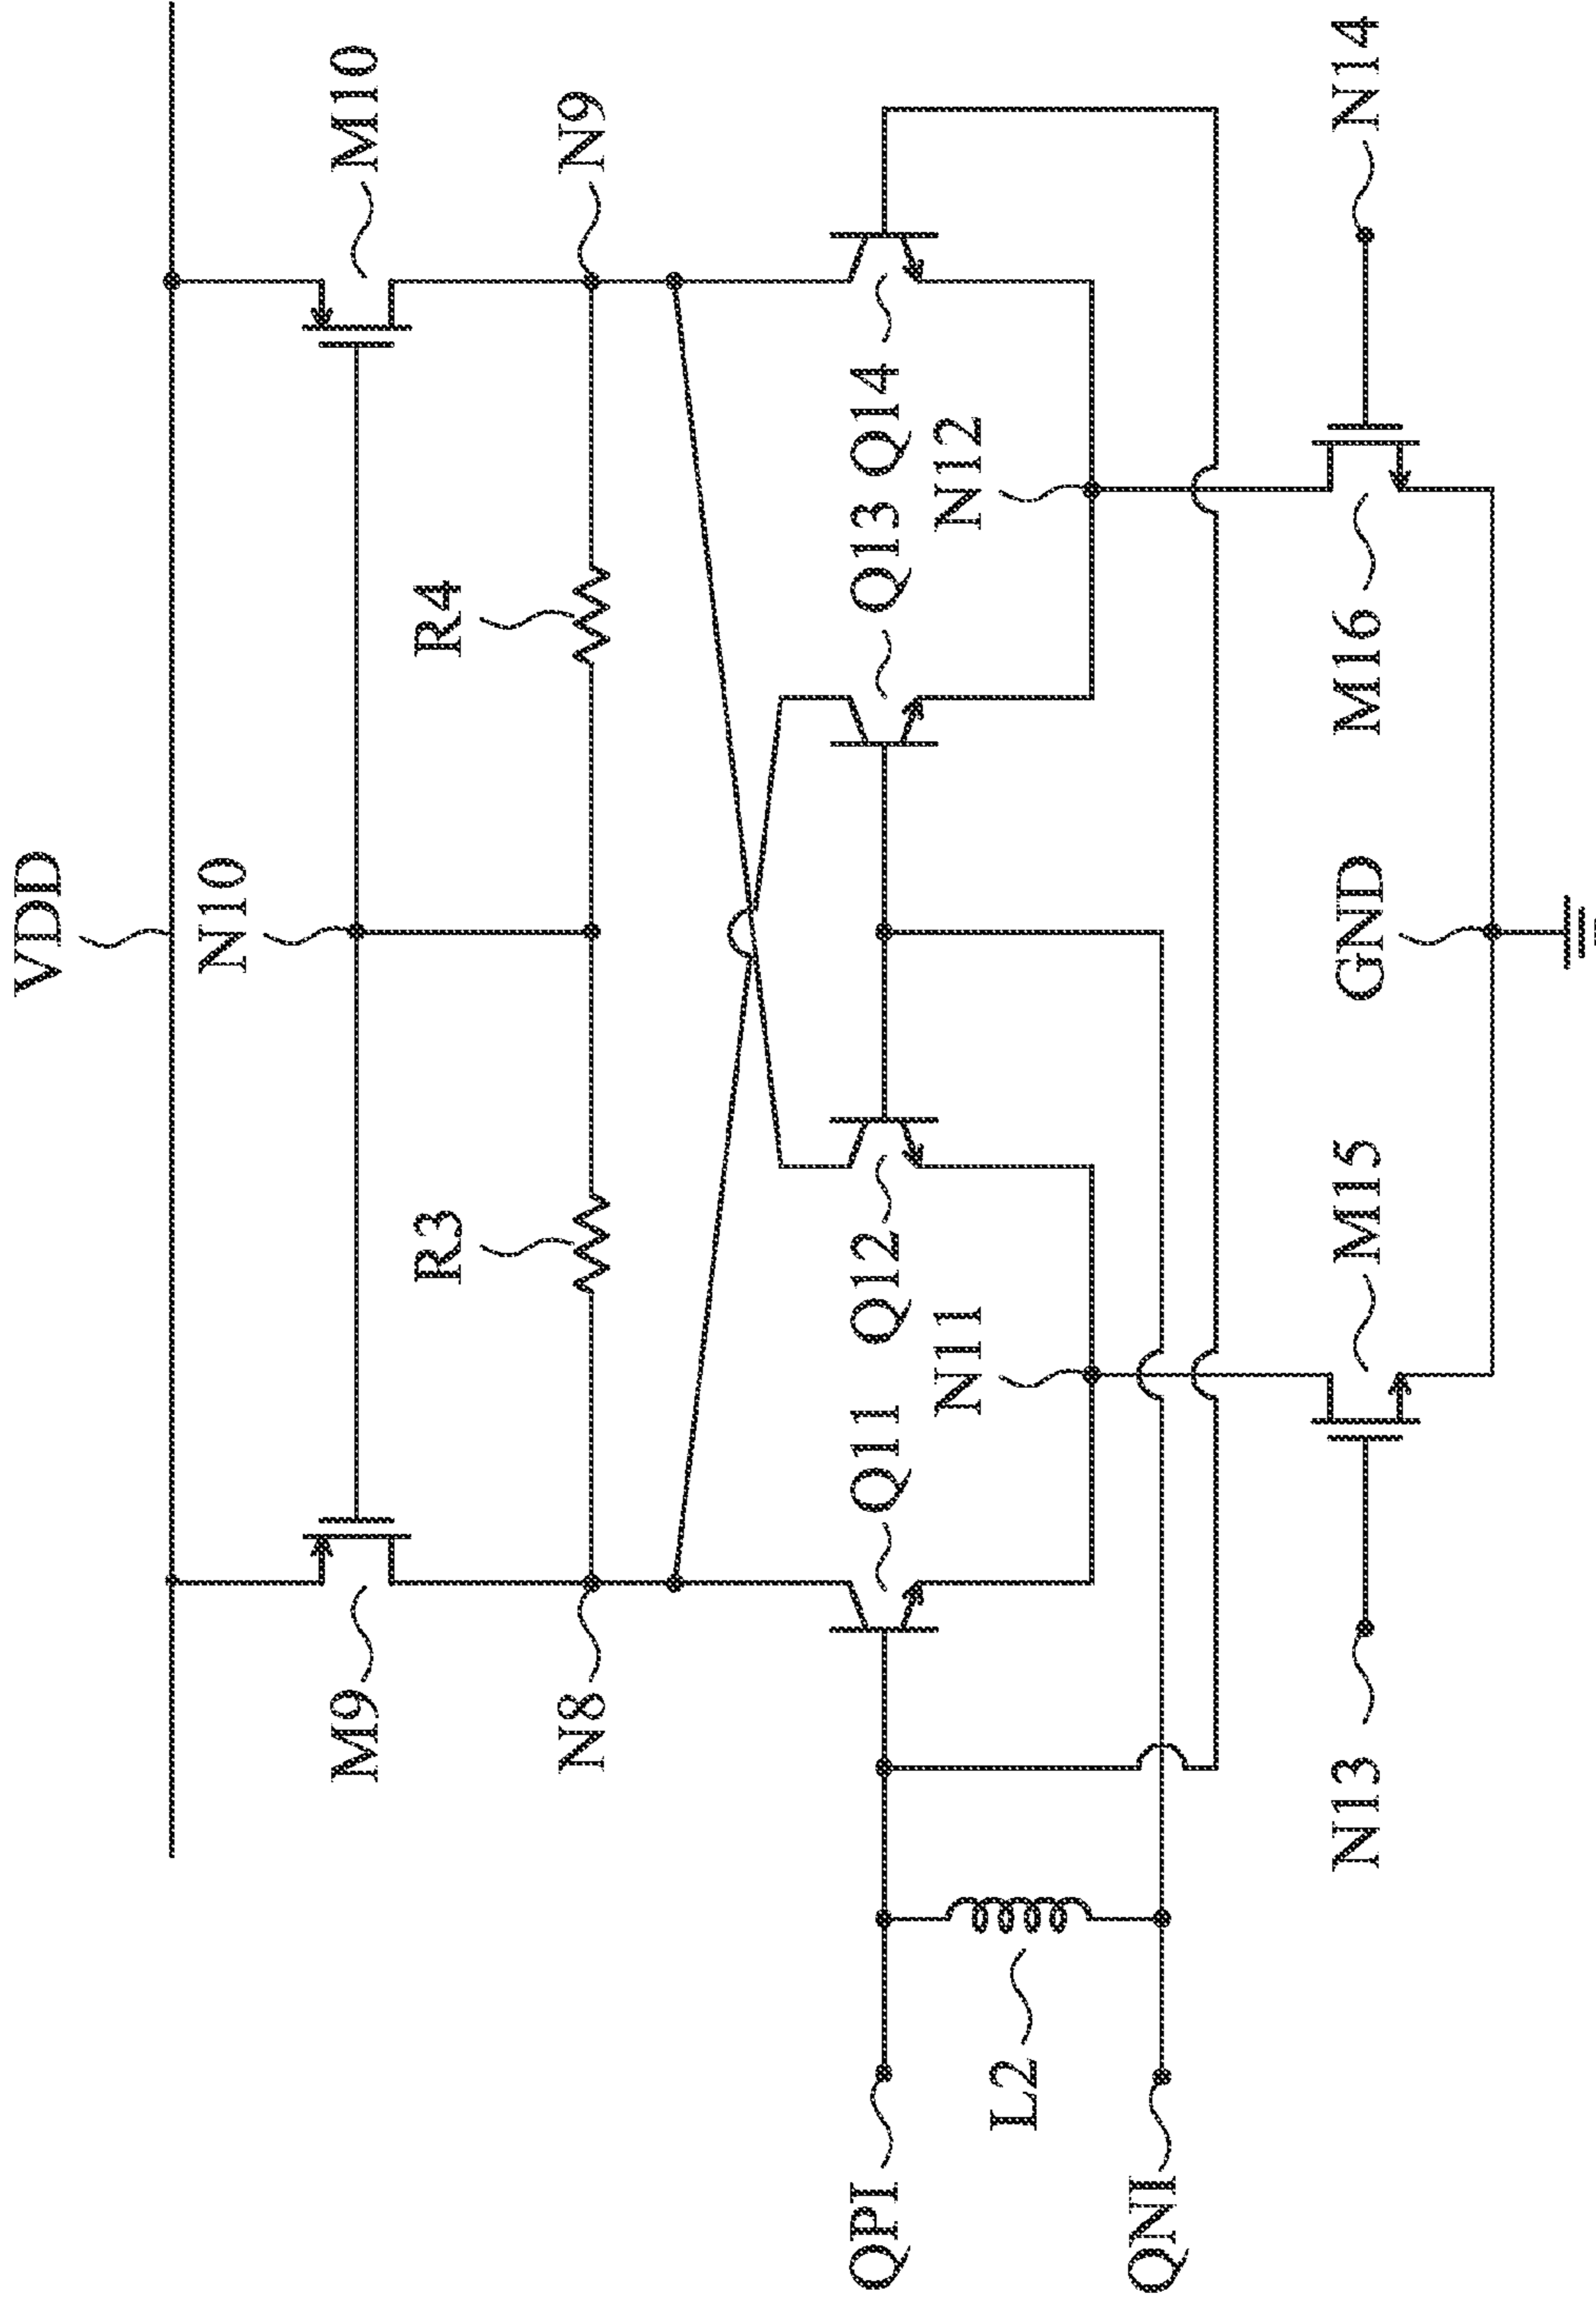 VDD
N10
M9
M10
R3
R4
N8
N9
Q11
Q12
Q13
Q14
N11
N12
QPI
L2
QNI
N13
M15
GND
M16
N14